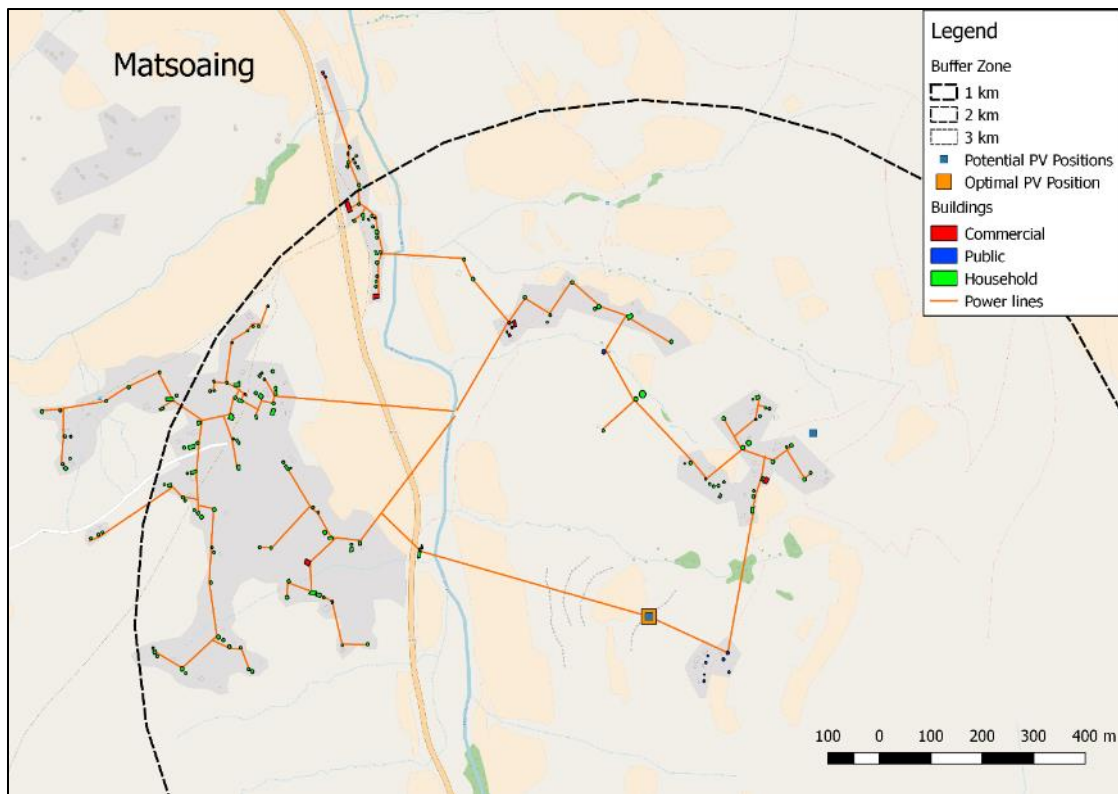 Matsoaing
Legend
Buffer Zone
1 km
2 km
3 km
Potential PV Positions
Optimal PV Position
Buildings
Commercial
Public
Household
Power lines
100 0 100 200 300 400 m